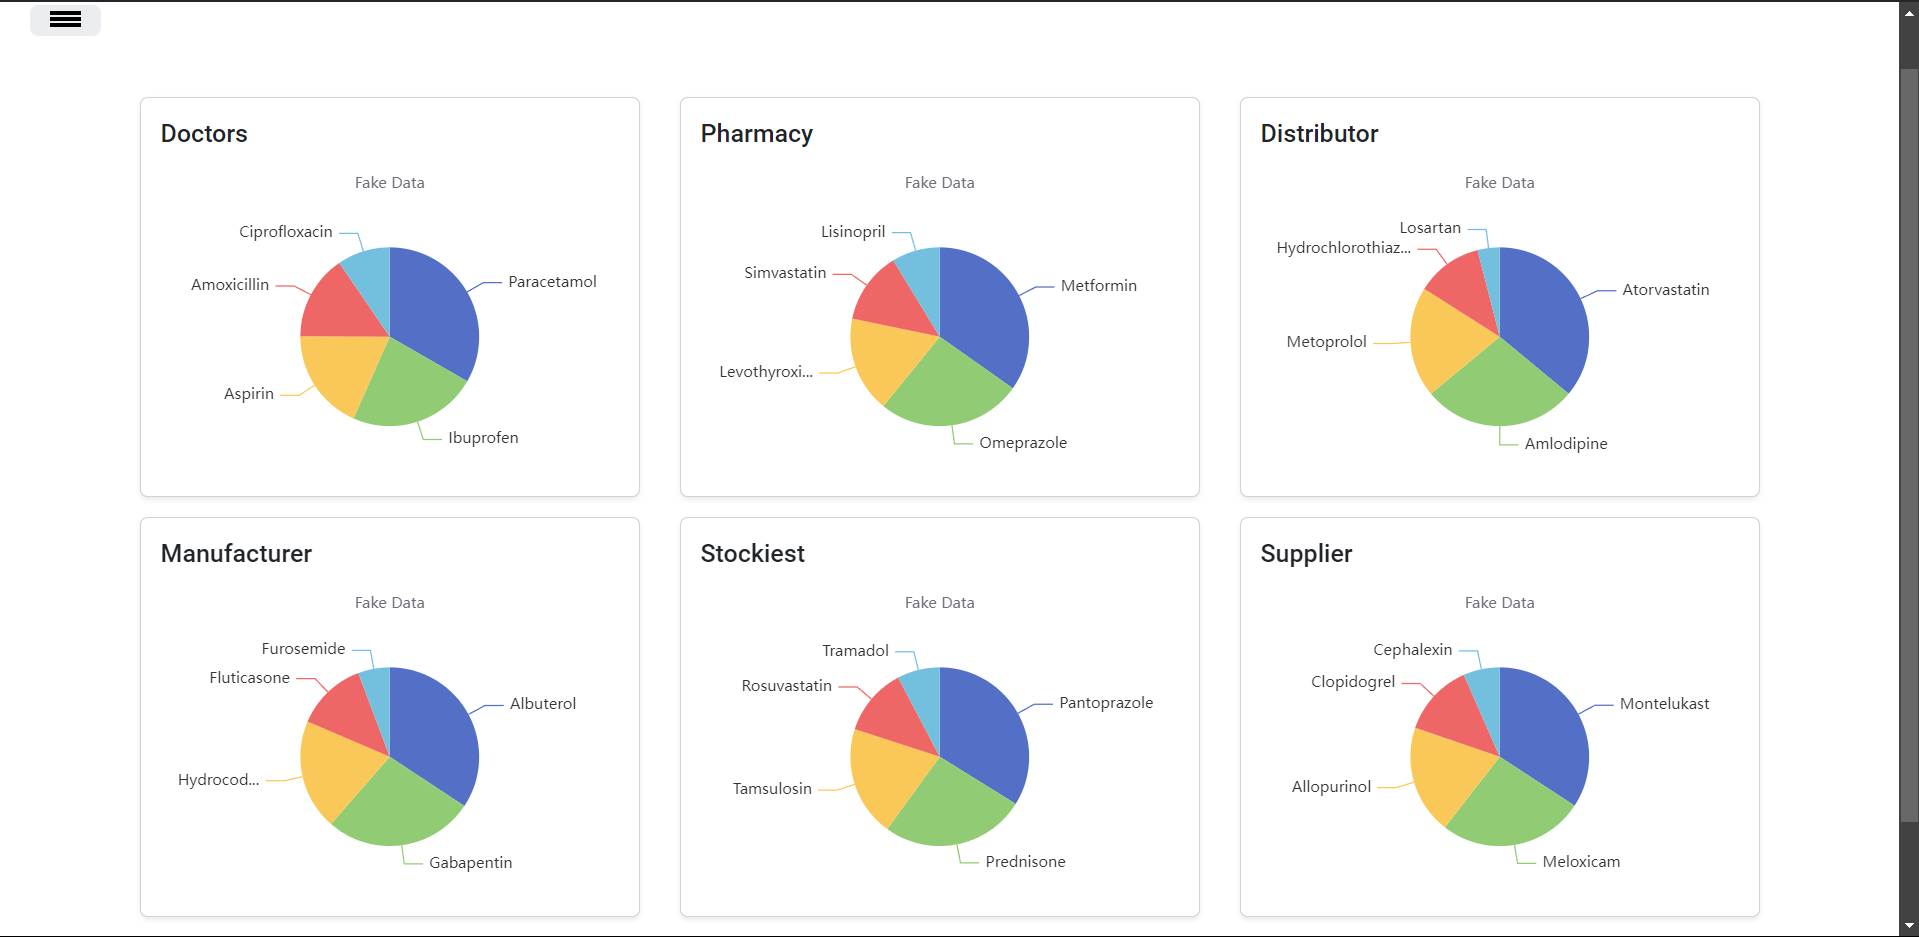 Doctors
Fake Data
Ciprofloxacin
Paracetamol
Amoxicillin
Aspirin
Ibuprofen
Pharmacy
Fake Data
Lisinopril
Simvastatin
Metformin
Levothyroxi...
Omeprazole
Distributor
Fake Data
Losartan
Hydrochlorothiaz...
Atorvastatin
Metoprolol
Amlodipine
Manufacturer
Fake Data
Furosemide
Fluticasone
Albuterol
Hydrocod...
Gabapentin
Stockiest
Fake Data
Tramadol
Rosuvastatin
Pantoprazole
Tamsulosin
Prednisone
Supplier
Fake Data
Cephalexin
Clopidogrel
Montelukast
Allopurinol
Meloxicam